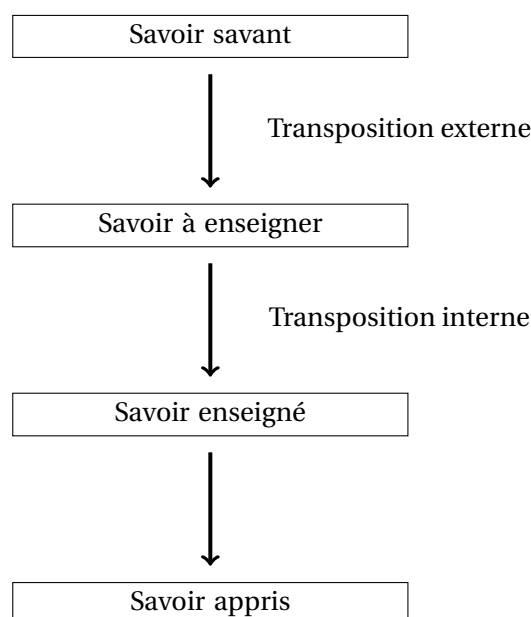 Savoir savant
Transposition externe
Savoir à enseigner
Transposition interne
Savoir enseigné
Savoir appris